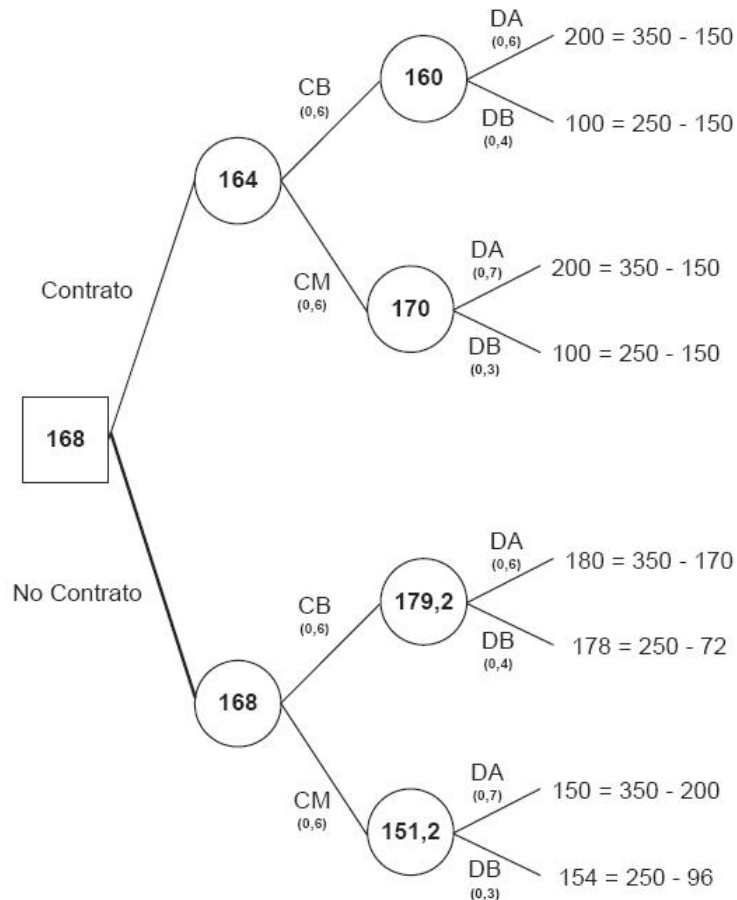 DA
(0,6)
200 = 350 - 150
160
CB
(0,6)
DB
(0,4)
100 = 250 - 150
164
DA
(0,7)
200 = 350 - 150
CM
(0,6)
170
Contrato
DB
(0,3)
100 = 250 - 150
168
DA
(0,6)
180 = 350 - 170
No Contrato
CB
(0,6)
179,2
DB
(0,4)
178 = 250 - 72
168
DA
(0,7)
150 = 350 - 200
CM
(0,6)
151,2
DB
(0,3)
154 = 250 - 96